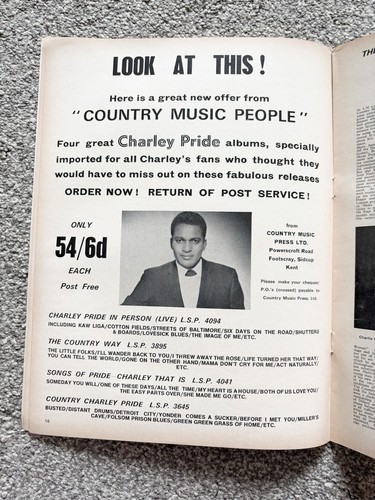 LOOK AT THIS!
Here is a great new offer from
"COUNTRY MUSIC PEOPLE"
Four great Charley Pride albums, specially
imported for all Charley's fans who thought they
would have to miss out on these fabulous releases
ORDER NOW! RETURN OF POST SERVICE!
ONLY
54/6d
EACH
Post Free
from
COUNTRY MUSIC
PRESS LTD.
Powerscroft Road
Footscray, Sidcup
Kent
Please make your cheques/
P.O.'s (crossed) payable to
Country Music Press Ltd.
CHARLEY PRIDE IN PERSON (LIVE) L.S.P. 4094
INCLUDING KAW LIGA/COTTON FIELDS/STREETS OF BALTIMORE/SIX DAYS ON THE ROAD/SHUTTERS
& BOARDS/LOVESICK BLUES/THE IMAGE OF ME/ETC.
THE COUNTRY WAY L.S.P. 3895
THE LITTLE FOLKS/I'LL WANDER BACK TO YOU/I THREW AWAY THE ROSE/LIFE TURNED HER THAT WAY/
YOU CAN TELL THE WORLD/GONE ON THE OTHER HAND/MAMA DON'T CRY FOR ME/ACT NATURALLY/
ETC.
SONGS OF PRIDE CHARLEY THAT IS L.S.P. 4041
SOMEDAY YOU WILL/ONE OF THESE DAYS/ALL THE TIME/MY HEART IS A HOUSE/BOTH OF US LOVE YOU/
THE EASY PARTS OVER/SHE MADE ME GO/ETC.
COUNTRY CHARLEY PRIDE L.S.P. 3645
BUSTED/DISTANT DRUMS/DETROIT CITY/YONDER COMES A SUCKER/BEFORE I MET YOU/MILLER'S
CAVE/FOLSOM PRISON BLUES/GREEN GREEN GRASS OF HOME/ETC.
18